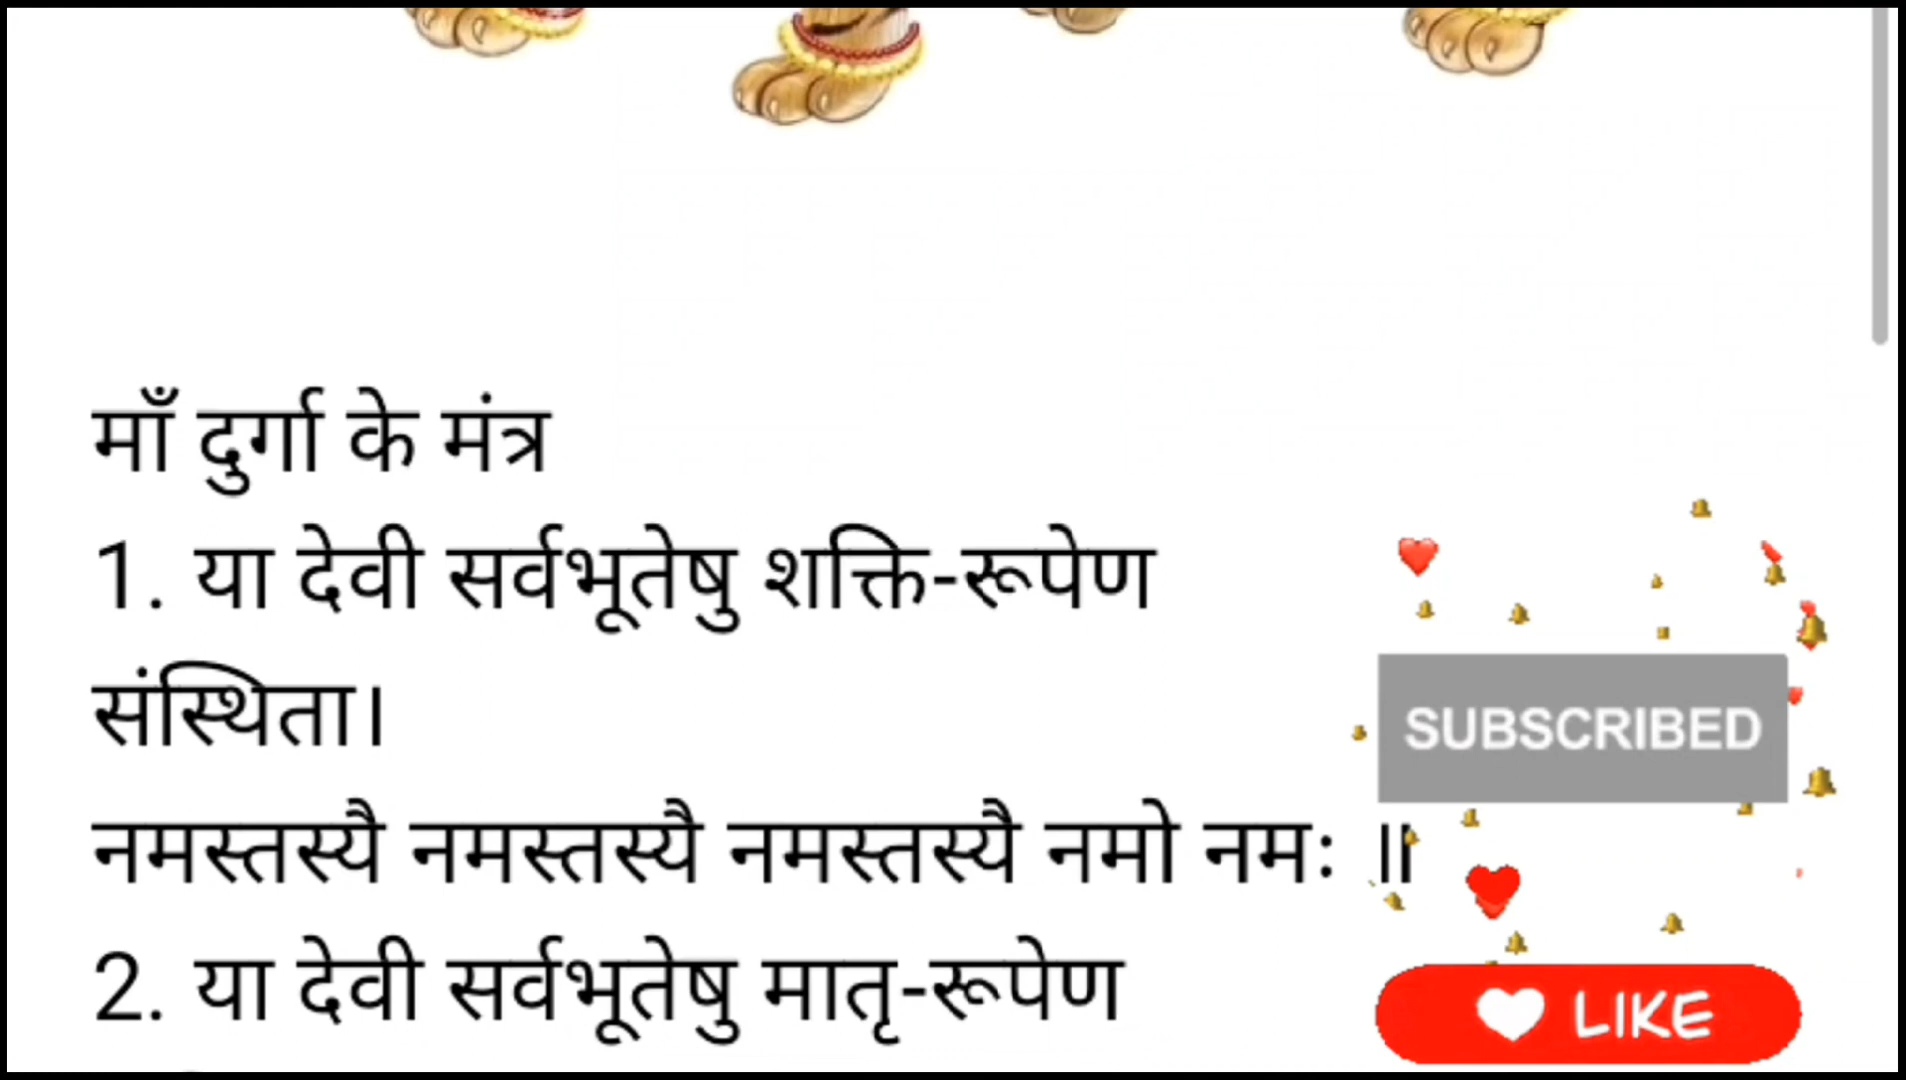 माँ दुर्गा के मंत्र
1. या देवी सर्वभूतेषु शक्ति-रूपेण
संस्थिता।
नमस्तस्यै नमस्तस्यै नमस्तस्यै नमो नमः ॥
2. या देवी सर्वभूतेषु मातृ-रूपेण
SUBSCRIBED
LIKE